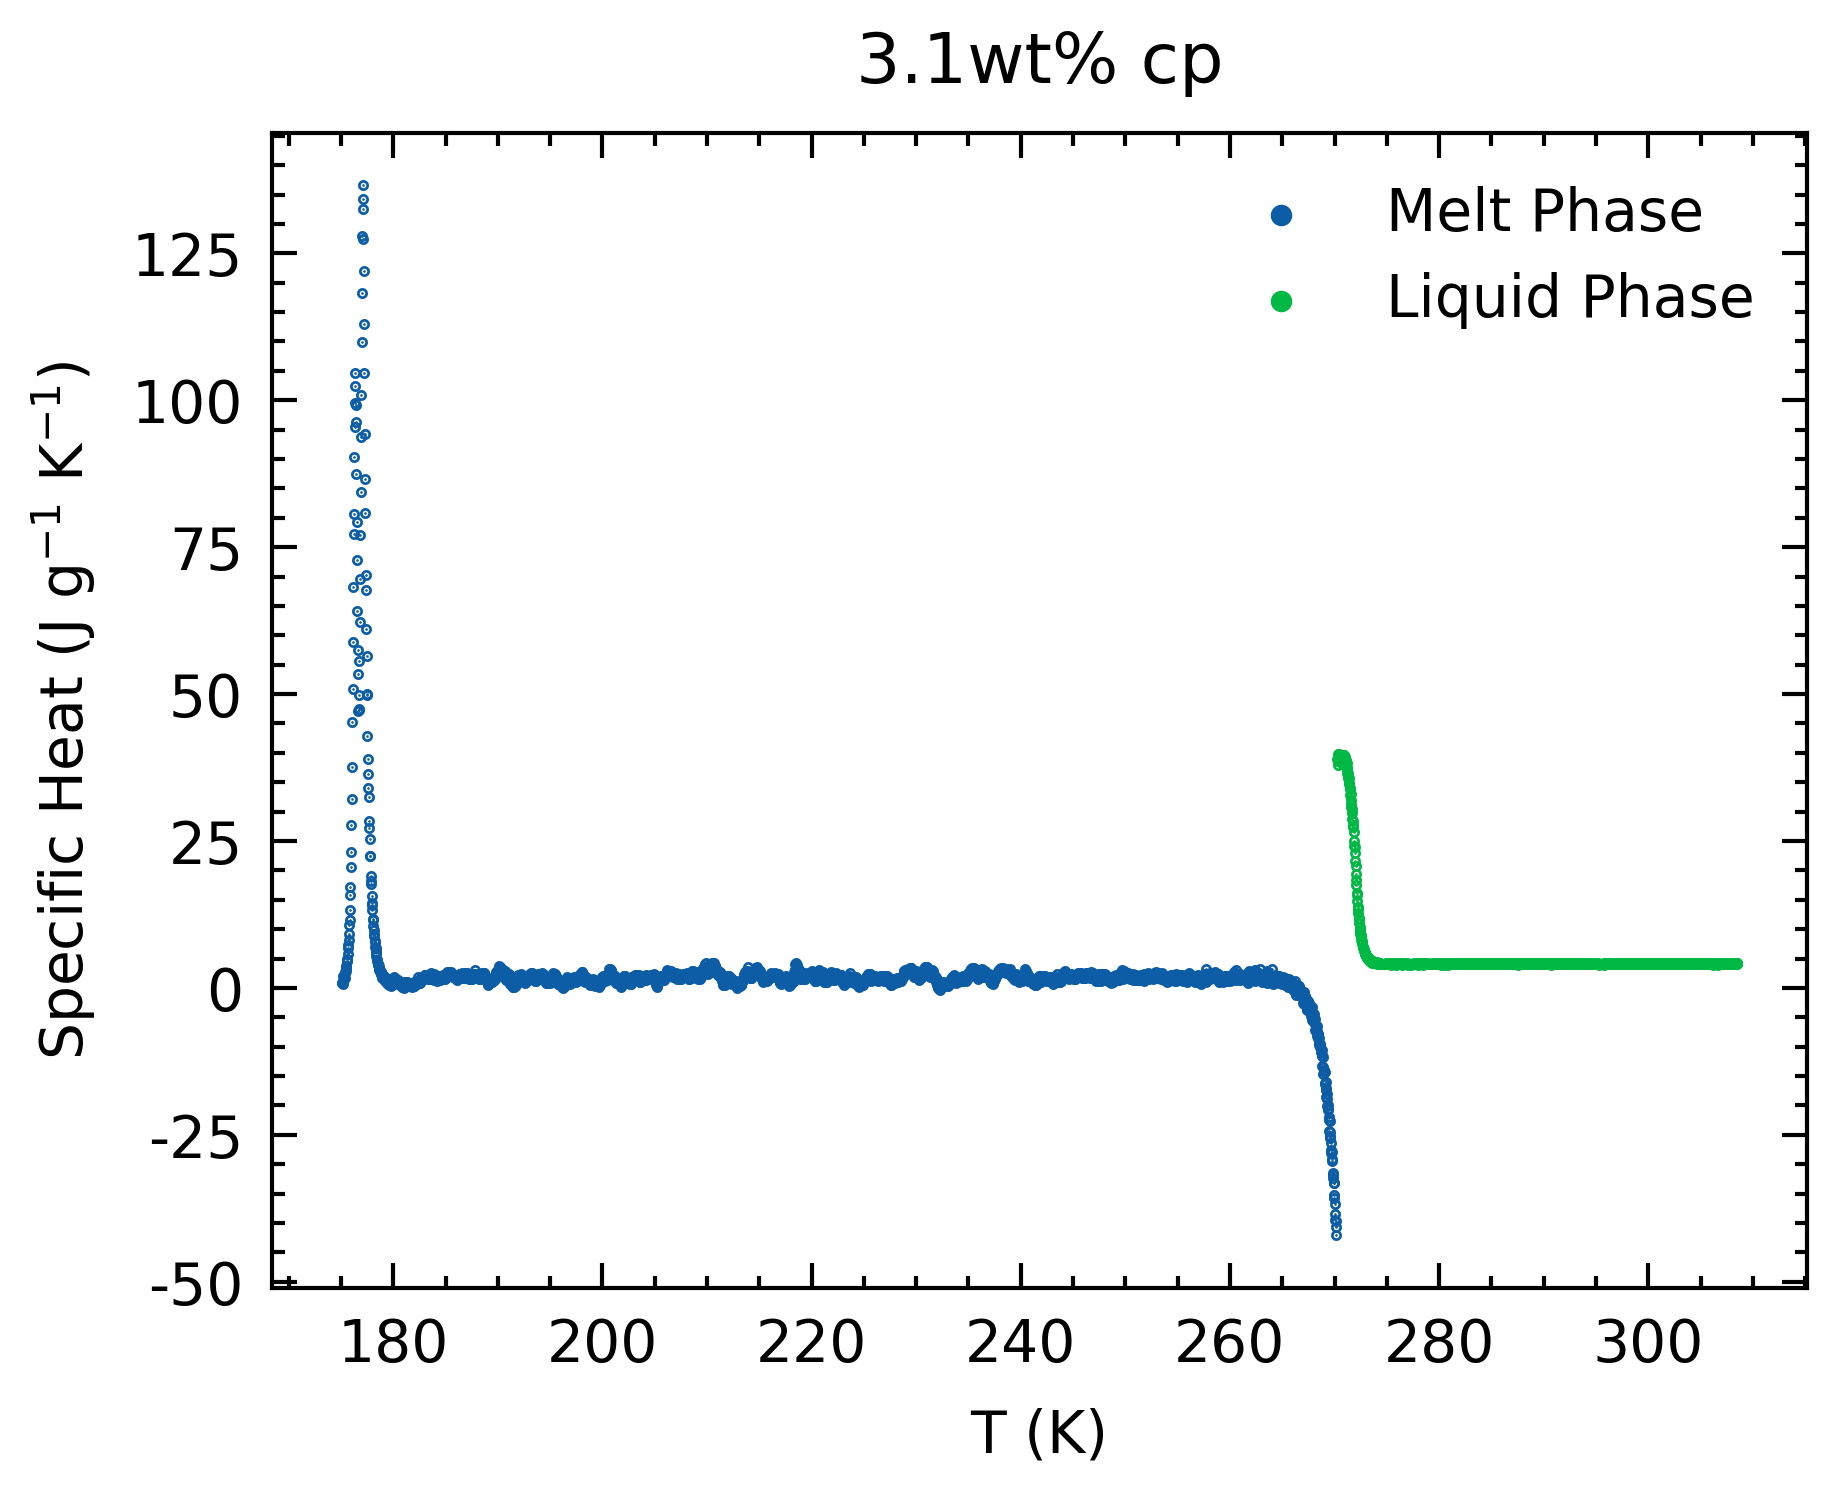 3.1wt% cp
Melt Phase
Liquid Phase
125
100
75
50
25
0
-25
-50
Specific Heat (J g⁻¹ K⁻¹)
180 200 220 240 260 280 300
T (K)